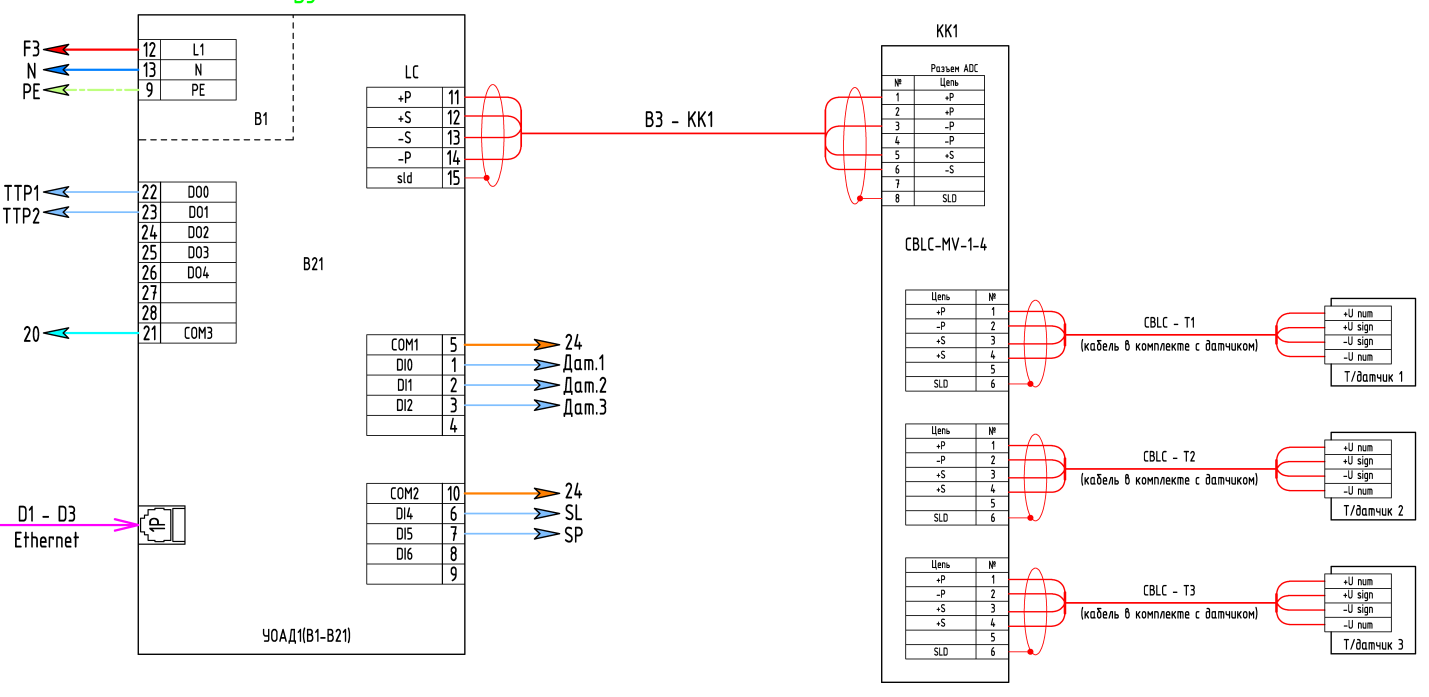 F3
N
PE
12 L1
13 N
9 PE
B1
LC
+P 11
+S 12
-S 13
-P 14
sld 15
B3 - KK1
KK1
Разъем ADC
№ Цепь
1 +P
2 +P
3 -P
4 -P
5 +S
6 -S
7
8 SLD
CBLC-MV-1-4
TTP1
TTP2
20
22 DO0
23 DO1
24 DO2
25 DO3
26 DO4
27
28
21 COM3
B21
COM1 5 24
DI0 1 Дат.1
DI1 2 Дат.2
DI2 3 Дат.3
4
COM2 10 24
DI4 6 SL
DI5 7 SP
DI6 8
9
D1 - D3
Ethernet
1P
УОАД1(B1-B21)
Цепь №
+P 1
-P 2
+S 3
+S 4
5
SLD 6
CBLC - T1
(кабель в комплекте с датчиком)
+U num
+U sign
-U sign
-U num
Т/датчик 1
Цепь №
+P 1
-P 2
+S 3
+S 4
5
SLD 6
CBLC - T2
(кабель в комплекте с датчиком)
+U num
+U sign
-U sign
-U num
Т/датчик 2
Цепь №
+P 1
-P 2
+S 3
+S 4
5
SLD 6
CBLC - T3
(кабель в комплекте с датчиком)
+U num
+U sign
-U sign
-U num
Т/датчик 3